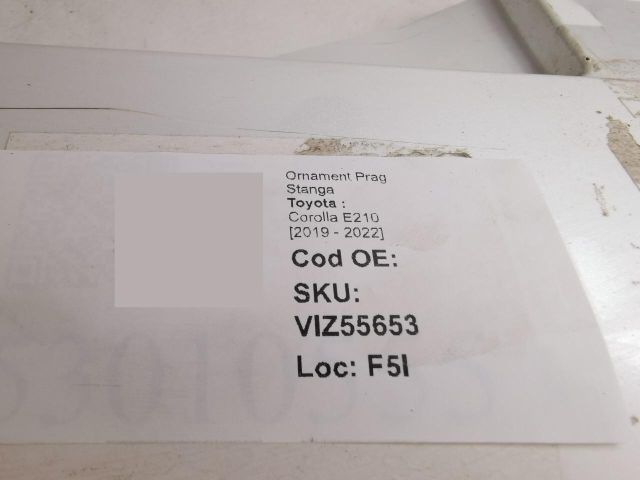 Ornament Prag
Stanga
Toyota :
Corolla E210
[2019 - 2022]
Cod OE:
SKU:
VIZ55653
Loc: F5I